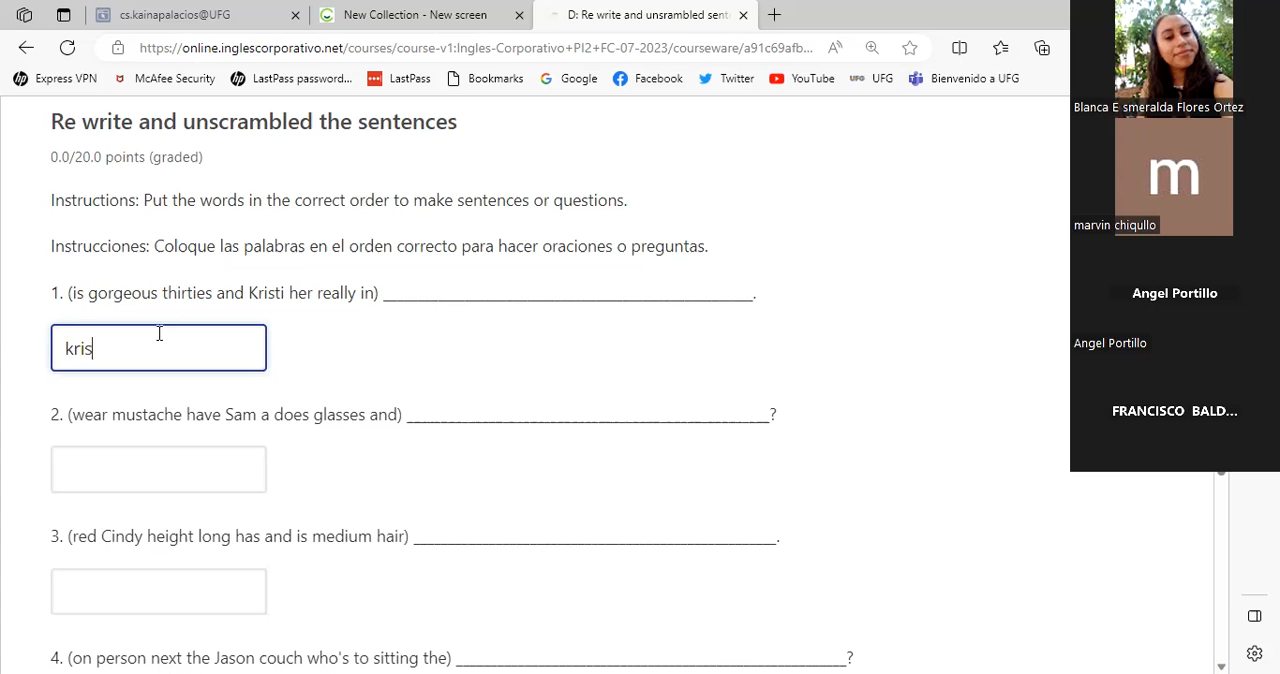 cs.kainapalacios@UFG
New Collection - New screen
D: Re write and unsrambled sent
https://online.inglescorporativo.net/courses/course-v1:Ingles-Corporativo+PI2+FC-07-2023/courseware/a91c69afb...
Express VPN McAfee Security LastPass password... LastPass Bookmarks Google Facebook Twitter YouTube UFG Bienvenido a UFG
Re write and unscrambled the sentences
0.0/20.0 points (graded)
Instructions: Put the words in the correct order to make sentences or questions.
Instrucciones: Coloque las palabras en el orden correcto para hacer oraciones o preguntas.
1. (is gorgeous thirties and Kristi her really in) ________________________________________.
kris
2. (wear mustache have Sam a does glasses and) ________________________________________?
3. (red Cindy height long has and is medium hair) ________________________________________.
4. (on person next the Jason couch who's to sitting the) ________________________________________?
Blanca E smeralda Flores Ortez
m
marvin chiqullo
Angel Portillo
Angel Portillo
FRANCISCO BALD...